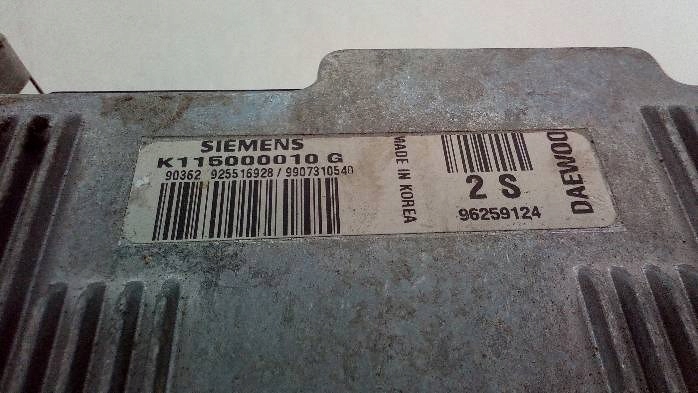 SIEMENS
K115000010 G
90362 925516928 / 9907310540
MADE IN KOREA
2 S
96259124
DAEWOO